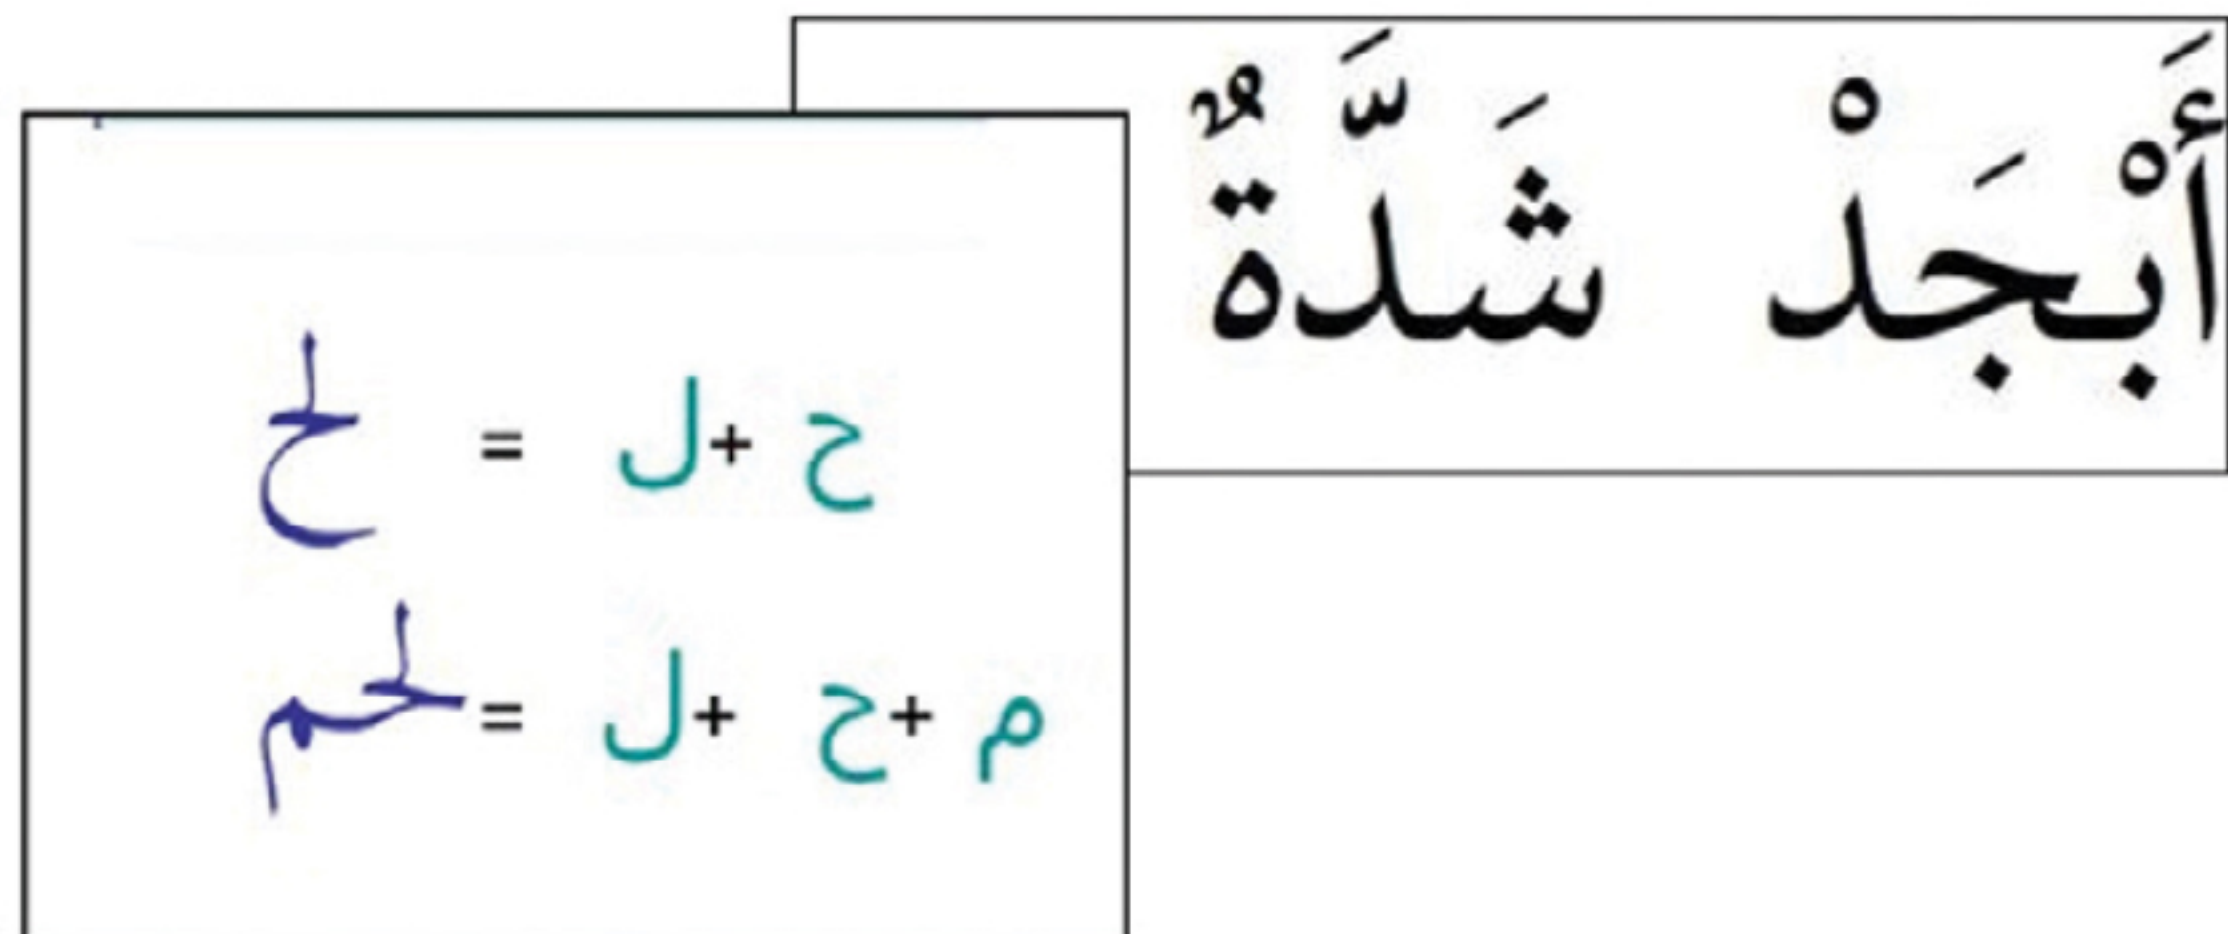 أَبْجَدْ شَدَّةٌ
ح + ل = لح
م + ح + ل = لحم